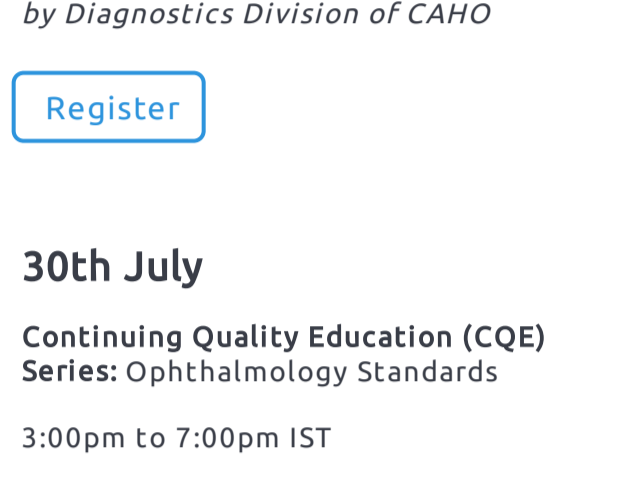 by Diagnostics Division of CAHO
Register
30th July
Continuing Quality Education (CQE)
Series: Ophthalmology Standards
3:00pm to 7:00pm IST